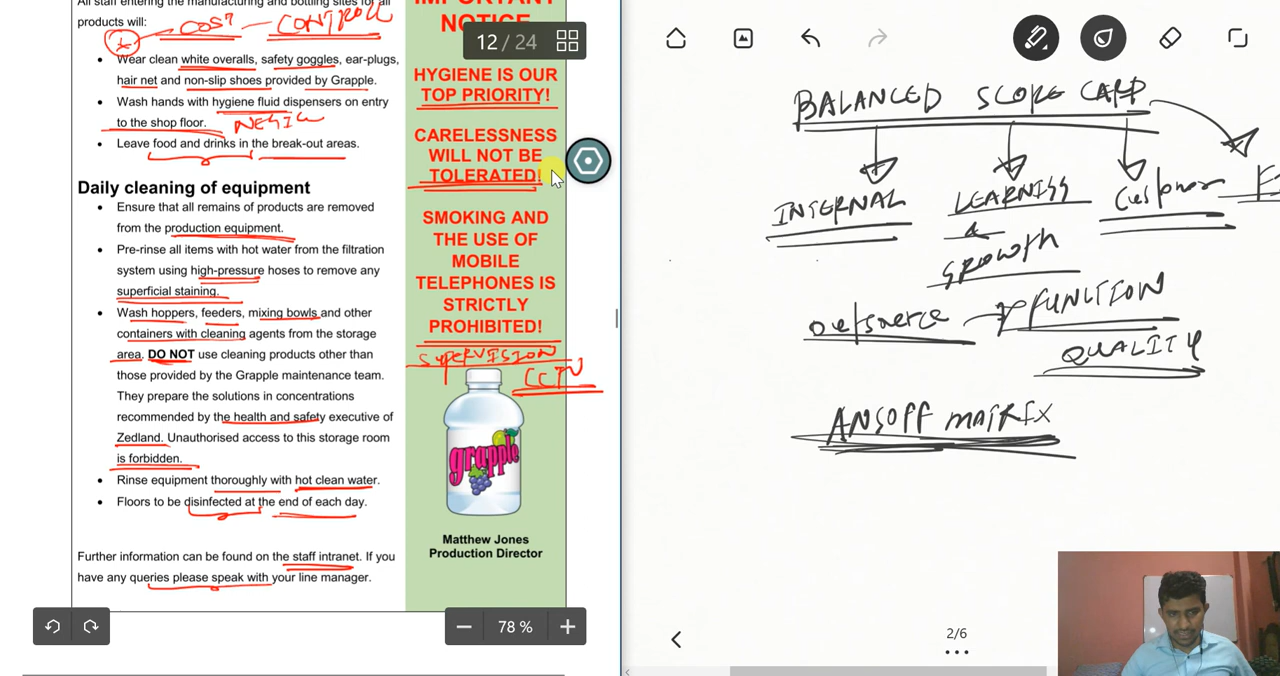 All staff entering the manufacturing and bottling sites for all
products will:
COST - CONTROLL
Wear clean white overalls, safety goggles, ear-plugs,
hair net and non-slip shoes provided by Grapple.
Wash hands with hygiene fluid dispensers on entry
to the shop floor.
Leave food and drinks in the break-out areas.
Daily cleaning of equipment
Ensure that all remains of products are removed
from the production equipment.
Pre-rinse all items with hot water from the filtration
system using high-pressure hoses to remove any
superficial staining.
Wash hoppers, feeders, mixing bowls and other
containers with cleaning agents from the storage
area. DO NOT use cleaning products other than
those provided by the Grapple maintenance team.
They prepare the solutions in concentrations
recommended by the health and safety executive of
Zedland. Unauthorised access to this storage room
is forbidden.
Rinse equipment thoroughly with hot clean water.
Floors to be disinfected at the end of each day.
Further information can be found on the staff intranet. If you
have any queries please speak with your line manager.
IMPORTANT
NOTICE
12 / 24
HYGIENE IS OUR
TOP PRIORITY!
CARELESSNESS
WILL NOT BE
TOLERATED!
SMOKING AND
THE USE OF
MOBILE
TELEPHONES IS
STRICTLY
PROHIBITED!
SUPERVISION
CCTV
grapple
Matthew Jones
Production Director
78 %
BALANCED SCORE CARD
INTERNAL
LEARNISS
&
growth
Customer
outsource
FUNCTION
QUALITY
ANSOFF MATRIX
2/6